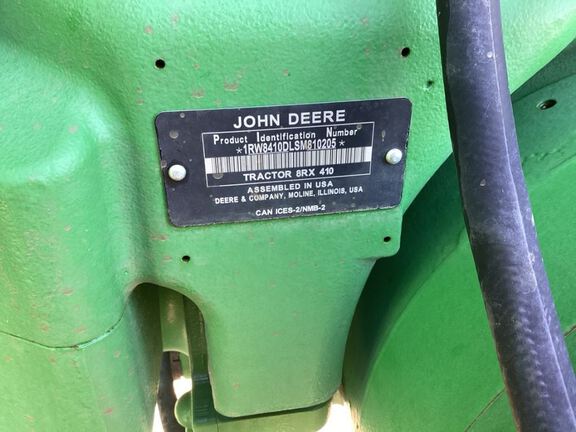 JOHN DEERE
Product Identification Number
*1RW8410DLSM810205*
TRACTOR 8RX 410
ASSEMBLED IN USA
DEERE & COMPANY, MOLINE, ILLINOIS, USA
CAN ICES-2/NMB-2